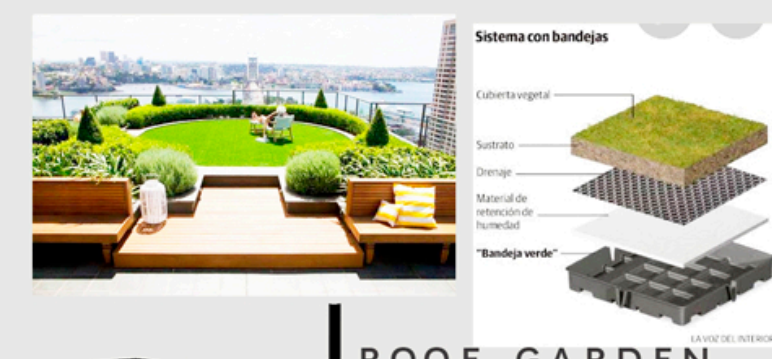 Sistema con bandejas
Cubierta vegetal
Sustrato
Drenaje
Material de
retención de
humedad
"Bandeja verde"
LA VOZ DEL INTERIOR
ROOF GARDEN